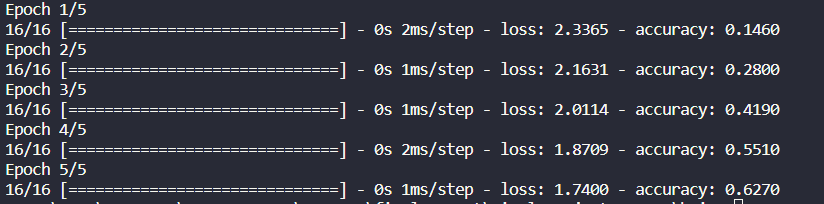 Epoch 1/5
16/16 [==============================] - 0s 2ms/step - loss: 2.3365 - accuracy: 0.1460
Epoch 2/5
16/16 [==============================] - 0s 1ms/step - loss: 2.1631 - accuracy: 0.2800
Epoch 3/5
16/16 [==============================] - 0s 1ms/step - loss: 2.0114 - accuracy: 0.4190
Epoch 4/5
16/16 [==============================] - 0s 2ms/step - loss: 1.8709 - accuracy: 0.5510
Epoch 5/5
16/16 [==============================] - 0s 1ms/step - loss: 1.7400 - accuracy: 0.6270